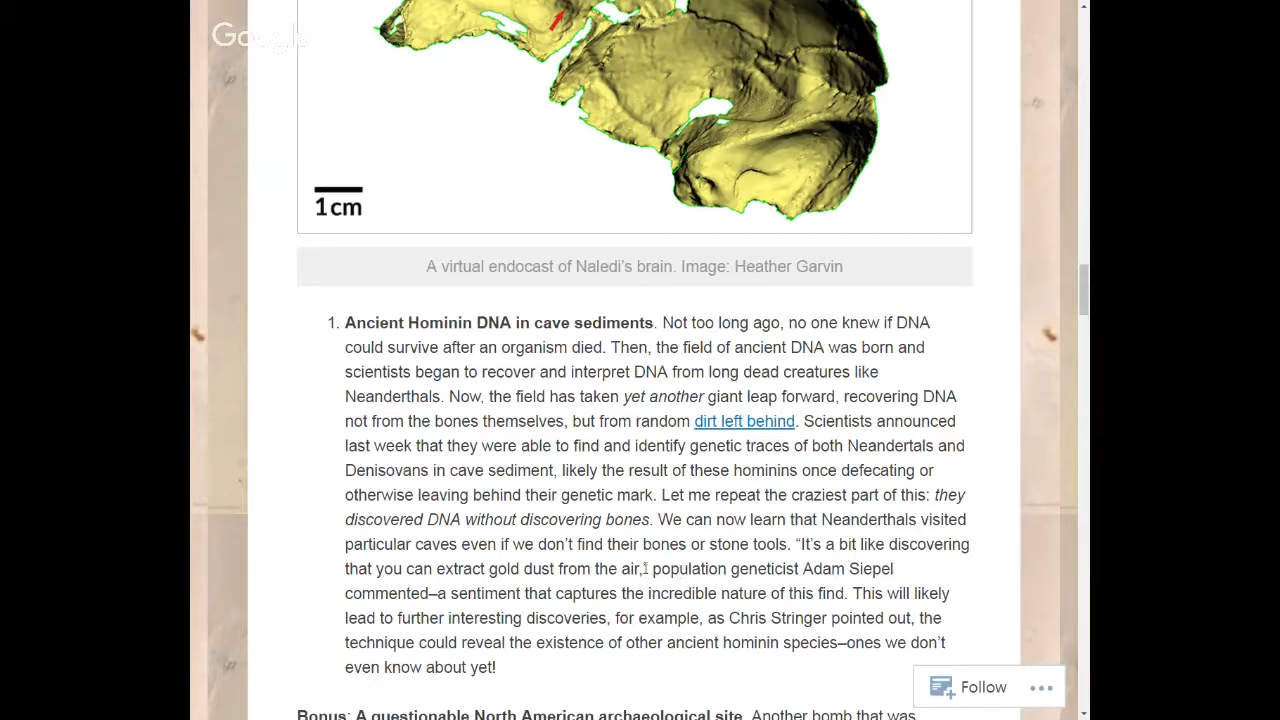 Google
1cm
A virtual endocast of Naledi's brain. Image: Heather Garvin
1. Ancient Hominin DNA in cave sediments. Not too long ago, no one knew if DNA
could survive after an organism died. Then, the field of ancient DNA was born and
scientists began to recover and interpret DNA from long dead creatures like
Neanderthals. Now, the field has taken yet another giant leap forward, recovering DNA
not from the bones themselves, but from random dirt left behind. Scientists announced
last week that they were able to find and identify genetic traces of both Neandertals and
Denisovans in cave sediment, likely the result of these hominins once defecating or
otherwise leaving behind their genetic mark. Let me repeat the craziest part of this: they
discovered DNA without discovering bones. We can now learn that Neanderthals visited
particular caves even if we don't find their bones or stone tools. “It's a bit like discovering
that you can extract gold dust from the air,” population geneticist Adam Siepel
commented–a sentiment that captures the incredible nature of this find. This will likely
lead to further interesting discoveries, for example, as Chris Stringer pointed out, the
technique could reveal the existence of other ancient hominin species–ones we don't
even know about yet!
Follow
Bonus: A questionable North American archaeological site. Another bomb that was